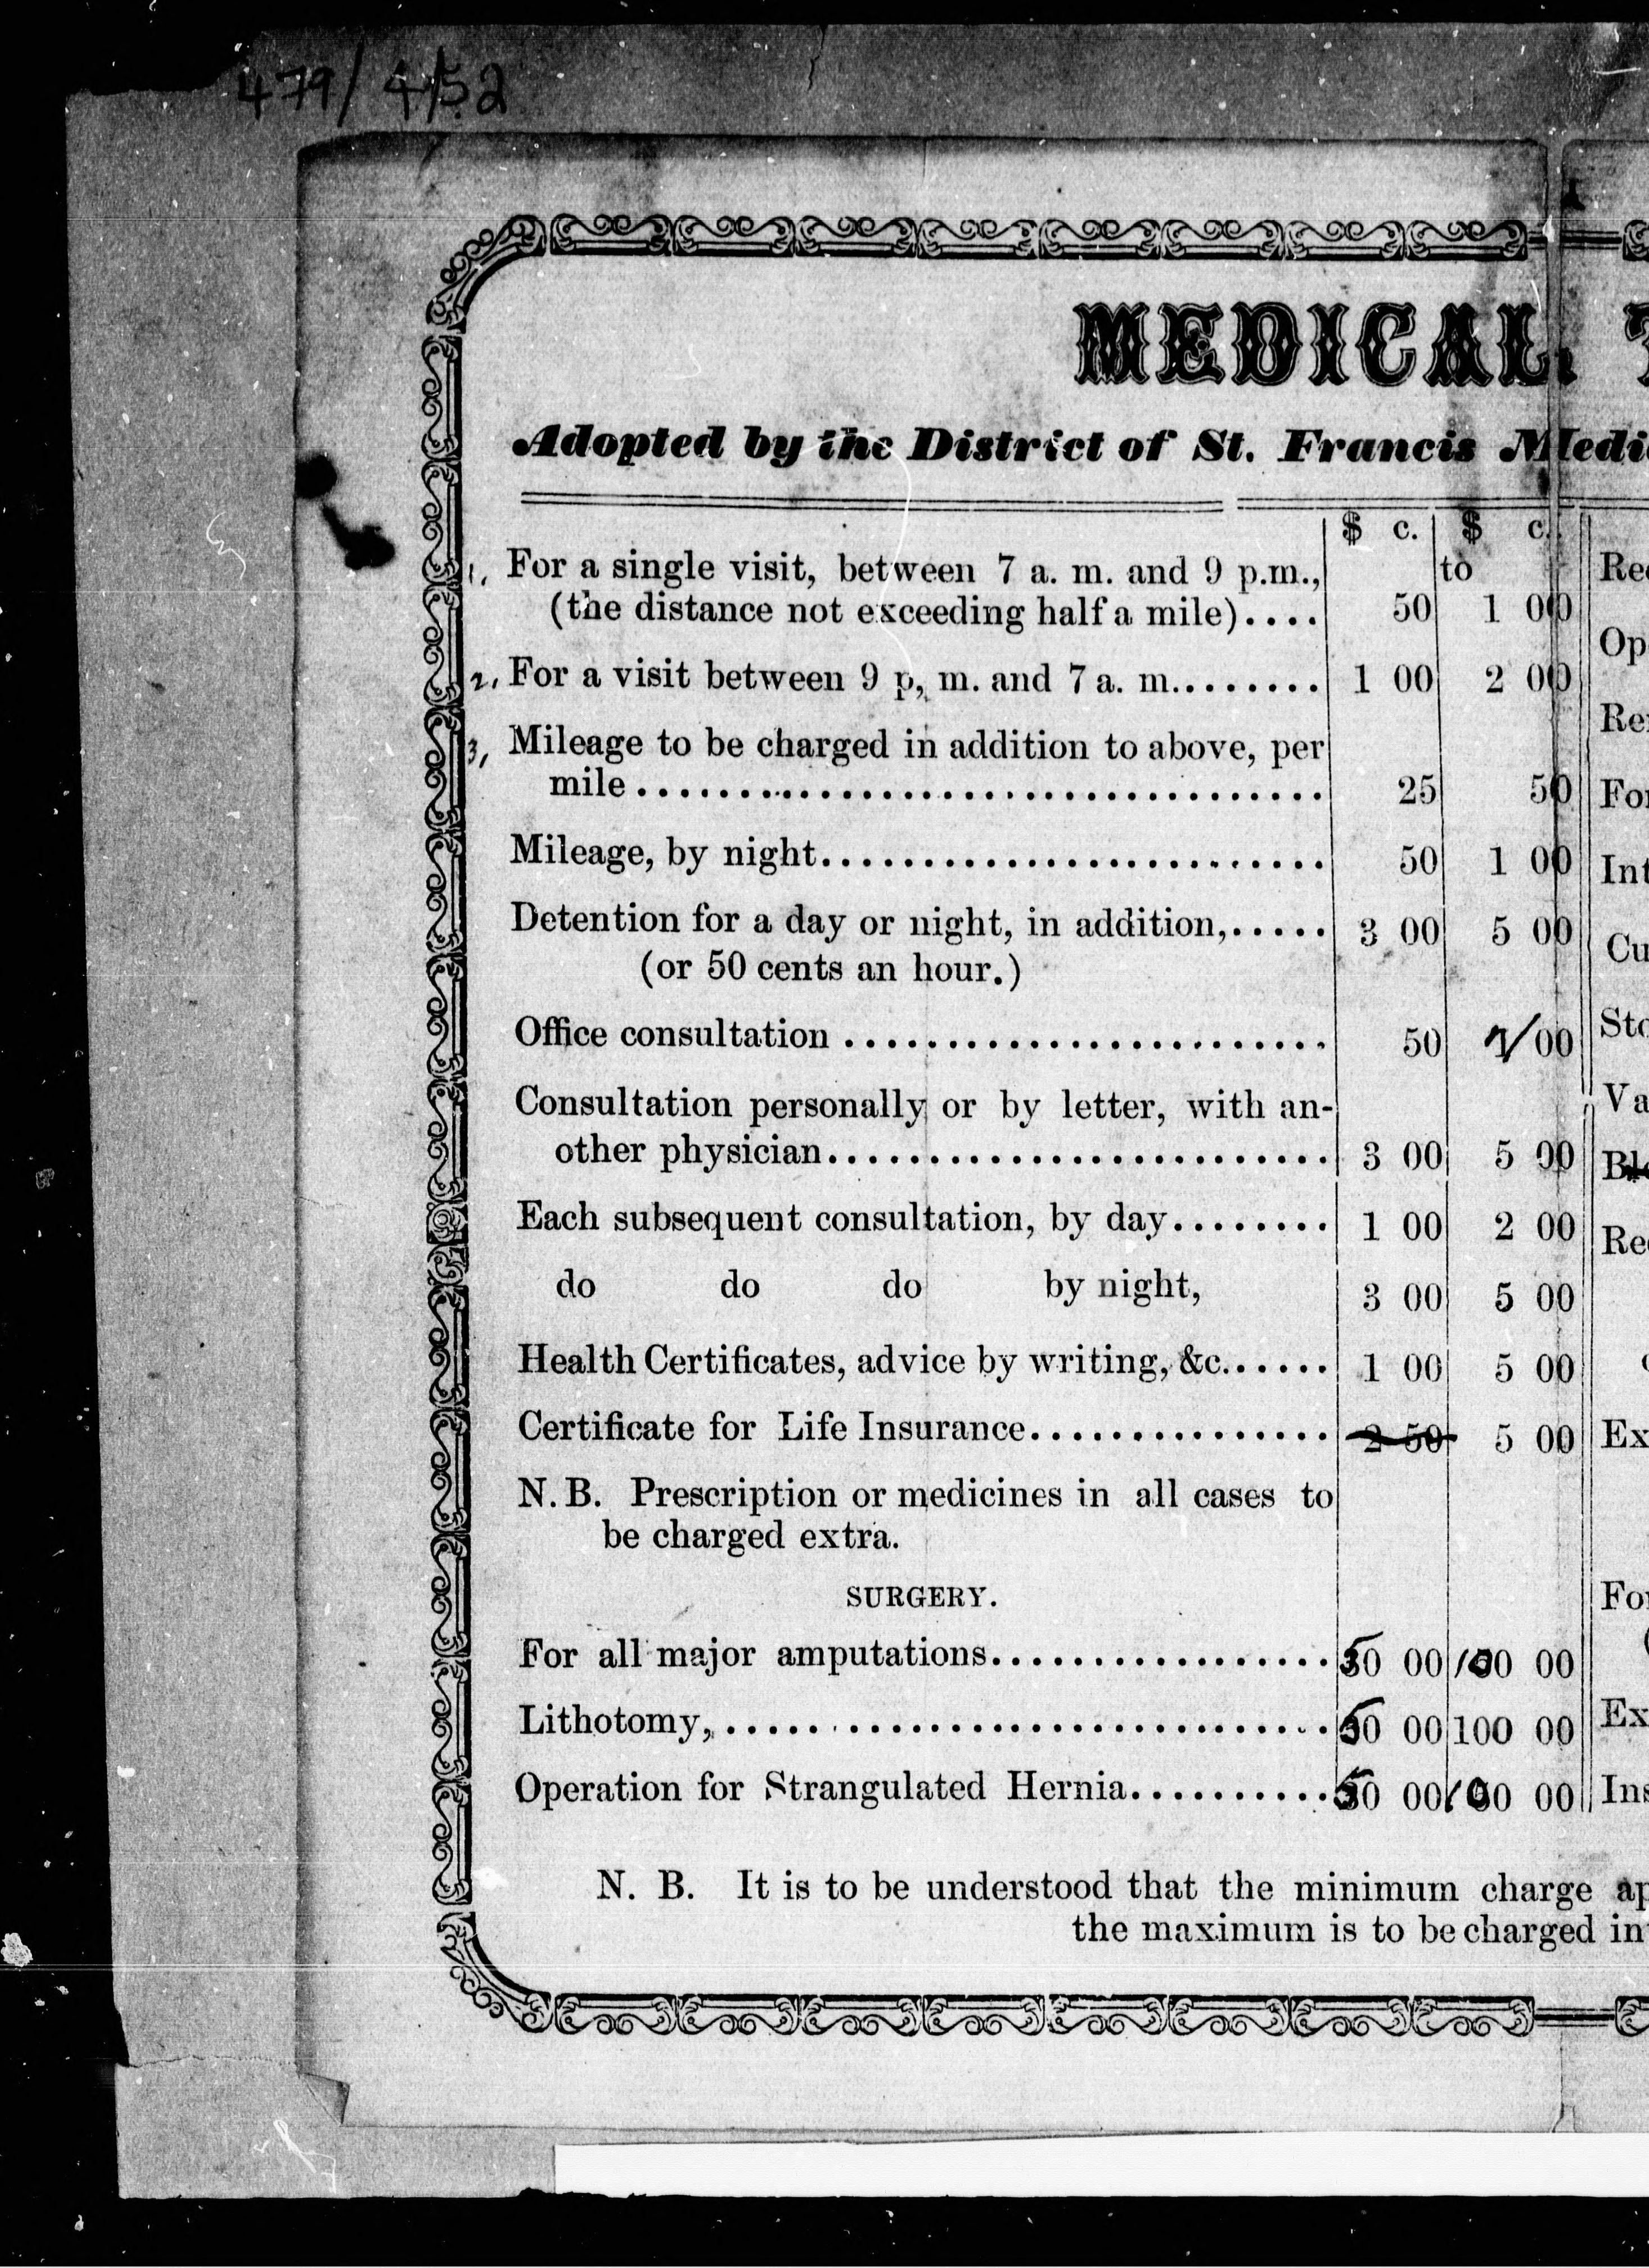 479/ 4/52
MEDICAL
Adopted by the District of St. Francis Medi
$ c. $ c.
1, For a single visit, between 7 a. m. and 9 p.m., to
(the distance not exceeding half a mile).... 50 1 00
2, For a visit between 9 p, m. and 7 a. m........ 1 00 2 00
3, Mileage to be charged in addition to above, per
mile................................... 25 50
Mileage, by night......................... 50 1 00
Detention for a day or night, in addition,..... 3 00 5 00
(or 50 cents an hour.)
Office consultation ........................ 50 00
Consultation personally or by letter, with an-
other physician......................... 3 00 5 00
Each subsequent consultation, by day........ 1 00 2 00
do do do by night, 3 00 5 00
Health Certificates, advice by writing, &c...... 1 00 5 00
Certificate for Life Insurance............... 2 50 5 00
N. B. Prescription or medicines in all cases to
be charged extra.
SURGERY.
For all major amputations................. 50 00 100 00
Lithotomy,.............................. 50 00 100 00
Operation for Strangulated Hernia.......... 50 00 100 00
N. B. It is to be understood that the minimum charge ap
the maximum is to be charged in
Re
Op
Re
For
Int
Cu
Sto
Va
Re
Ex
For
Ex
Ins